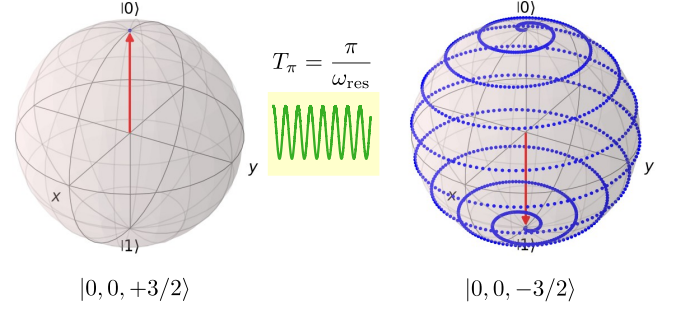 |0⟩
x
y
|1⟩
|0, 0, +3/2⟩
T_π = π/ω_res
|0⟩
x
y
|1⟩
|0, 0, −3/2⟩